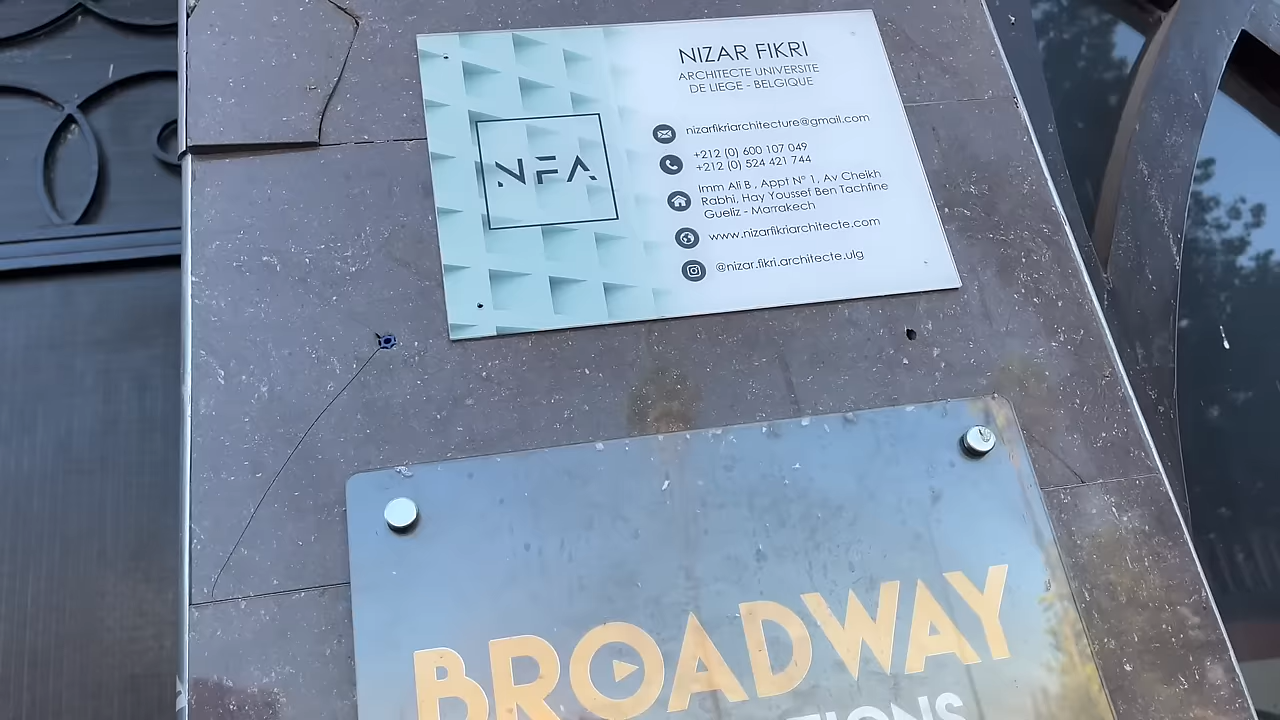 NFA
NIZAR FIKRI
ARCHITECTE UNIVERSITE
DE LIEGE - BELGIQUE
nizarfikriarchitecture@gmail.com
+212 (0) 600 107 049
+212 (0) 524 421 744
Imm Ali B , Appt N° 1, Av Cheikh
Rabhi, Hay Youssef Ben Tachfine
Gueliz - Marrakech
www.nizarfikriarchitecte.com
@nizar.fikri.architecte.ulg
BROADWAY